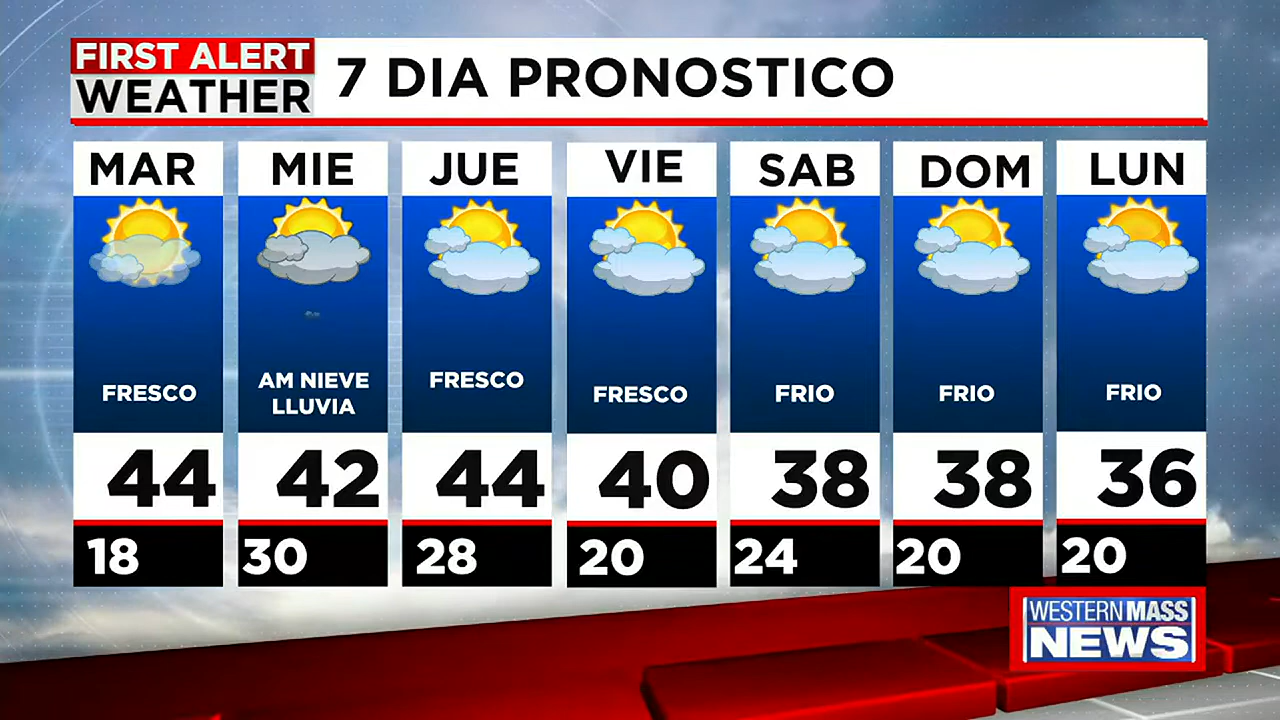 FIRST ALERT
WEATHER
7 DIA PRONOSTICO
MAR
MIE
JUE
VIE
SAB
DOM
LUN
FRESCO
AM NIEVE
LLUVIA
FRESCO
FRESCO
FRIO
FRIO
FRIO
44
42
44
40
38
38
36
18
30
28
20
24
20
20
WESTERN MASS
NEWS